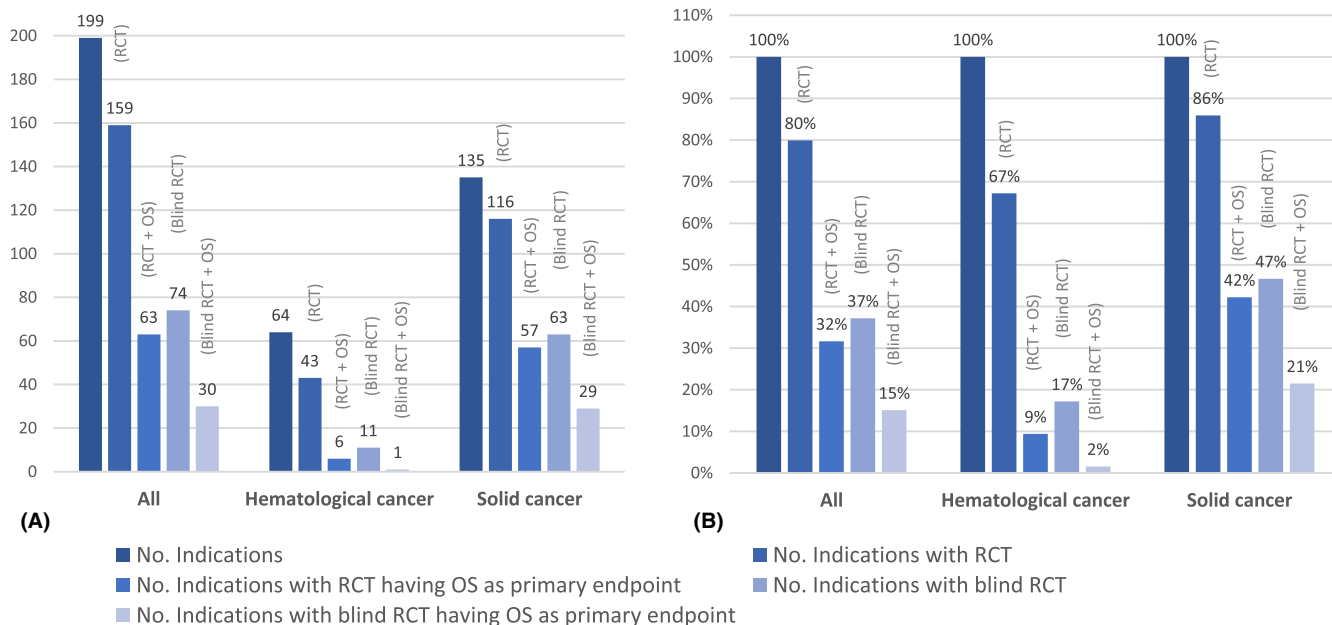 199
(RCT)
159
(RCT + OS)
63
(Blind RCT)
74
(Blind RCT + OS)
30
64
(RCT)
43
(RCT + OS)
6
(Blind RCT)
11
(Blind RCT + OS)
1
135
(RCT)
116
(RCT + OS)
57
(Blind RCT)
63
(Blind RCT + OS)
29
200
180
160
140
120
100
80
60
40
20
0
All
Hematological cancer
Solid cancer
(A)
110%
100%
90%
80%
70%
60%
50%
40%
30%
20%
10%
0%
100%
(RCT)
80%
(RCT + OS)
32%
(Blind RCT)
37%
(Blind RCT + OS)
15%
100%
(RCT)
67%
(RCT + OS)
9%
(Blind RCT)
17%
(Blind RCT + OS)
2%
100%
(RCT)
86%
(RCT + OS)
42%
(Blind RCT)
47%
(Blind RCT + OS)
21%
All
Hematological cancer
Solid cancer
(B)
No. Indications
No. Indications with RCT
No. Indications with RCT having OS as primary endpoint
No. Indications with blind RCT
No. Indications with blind RCT having OS as primary endpoint